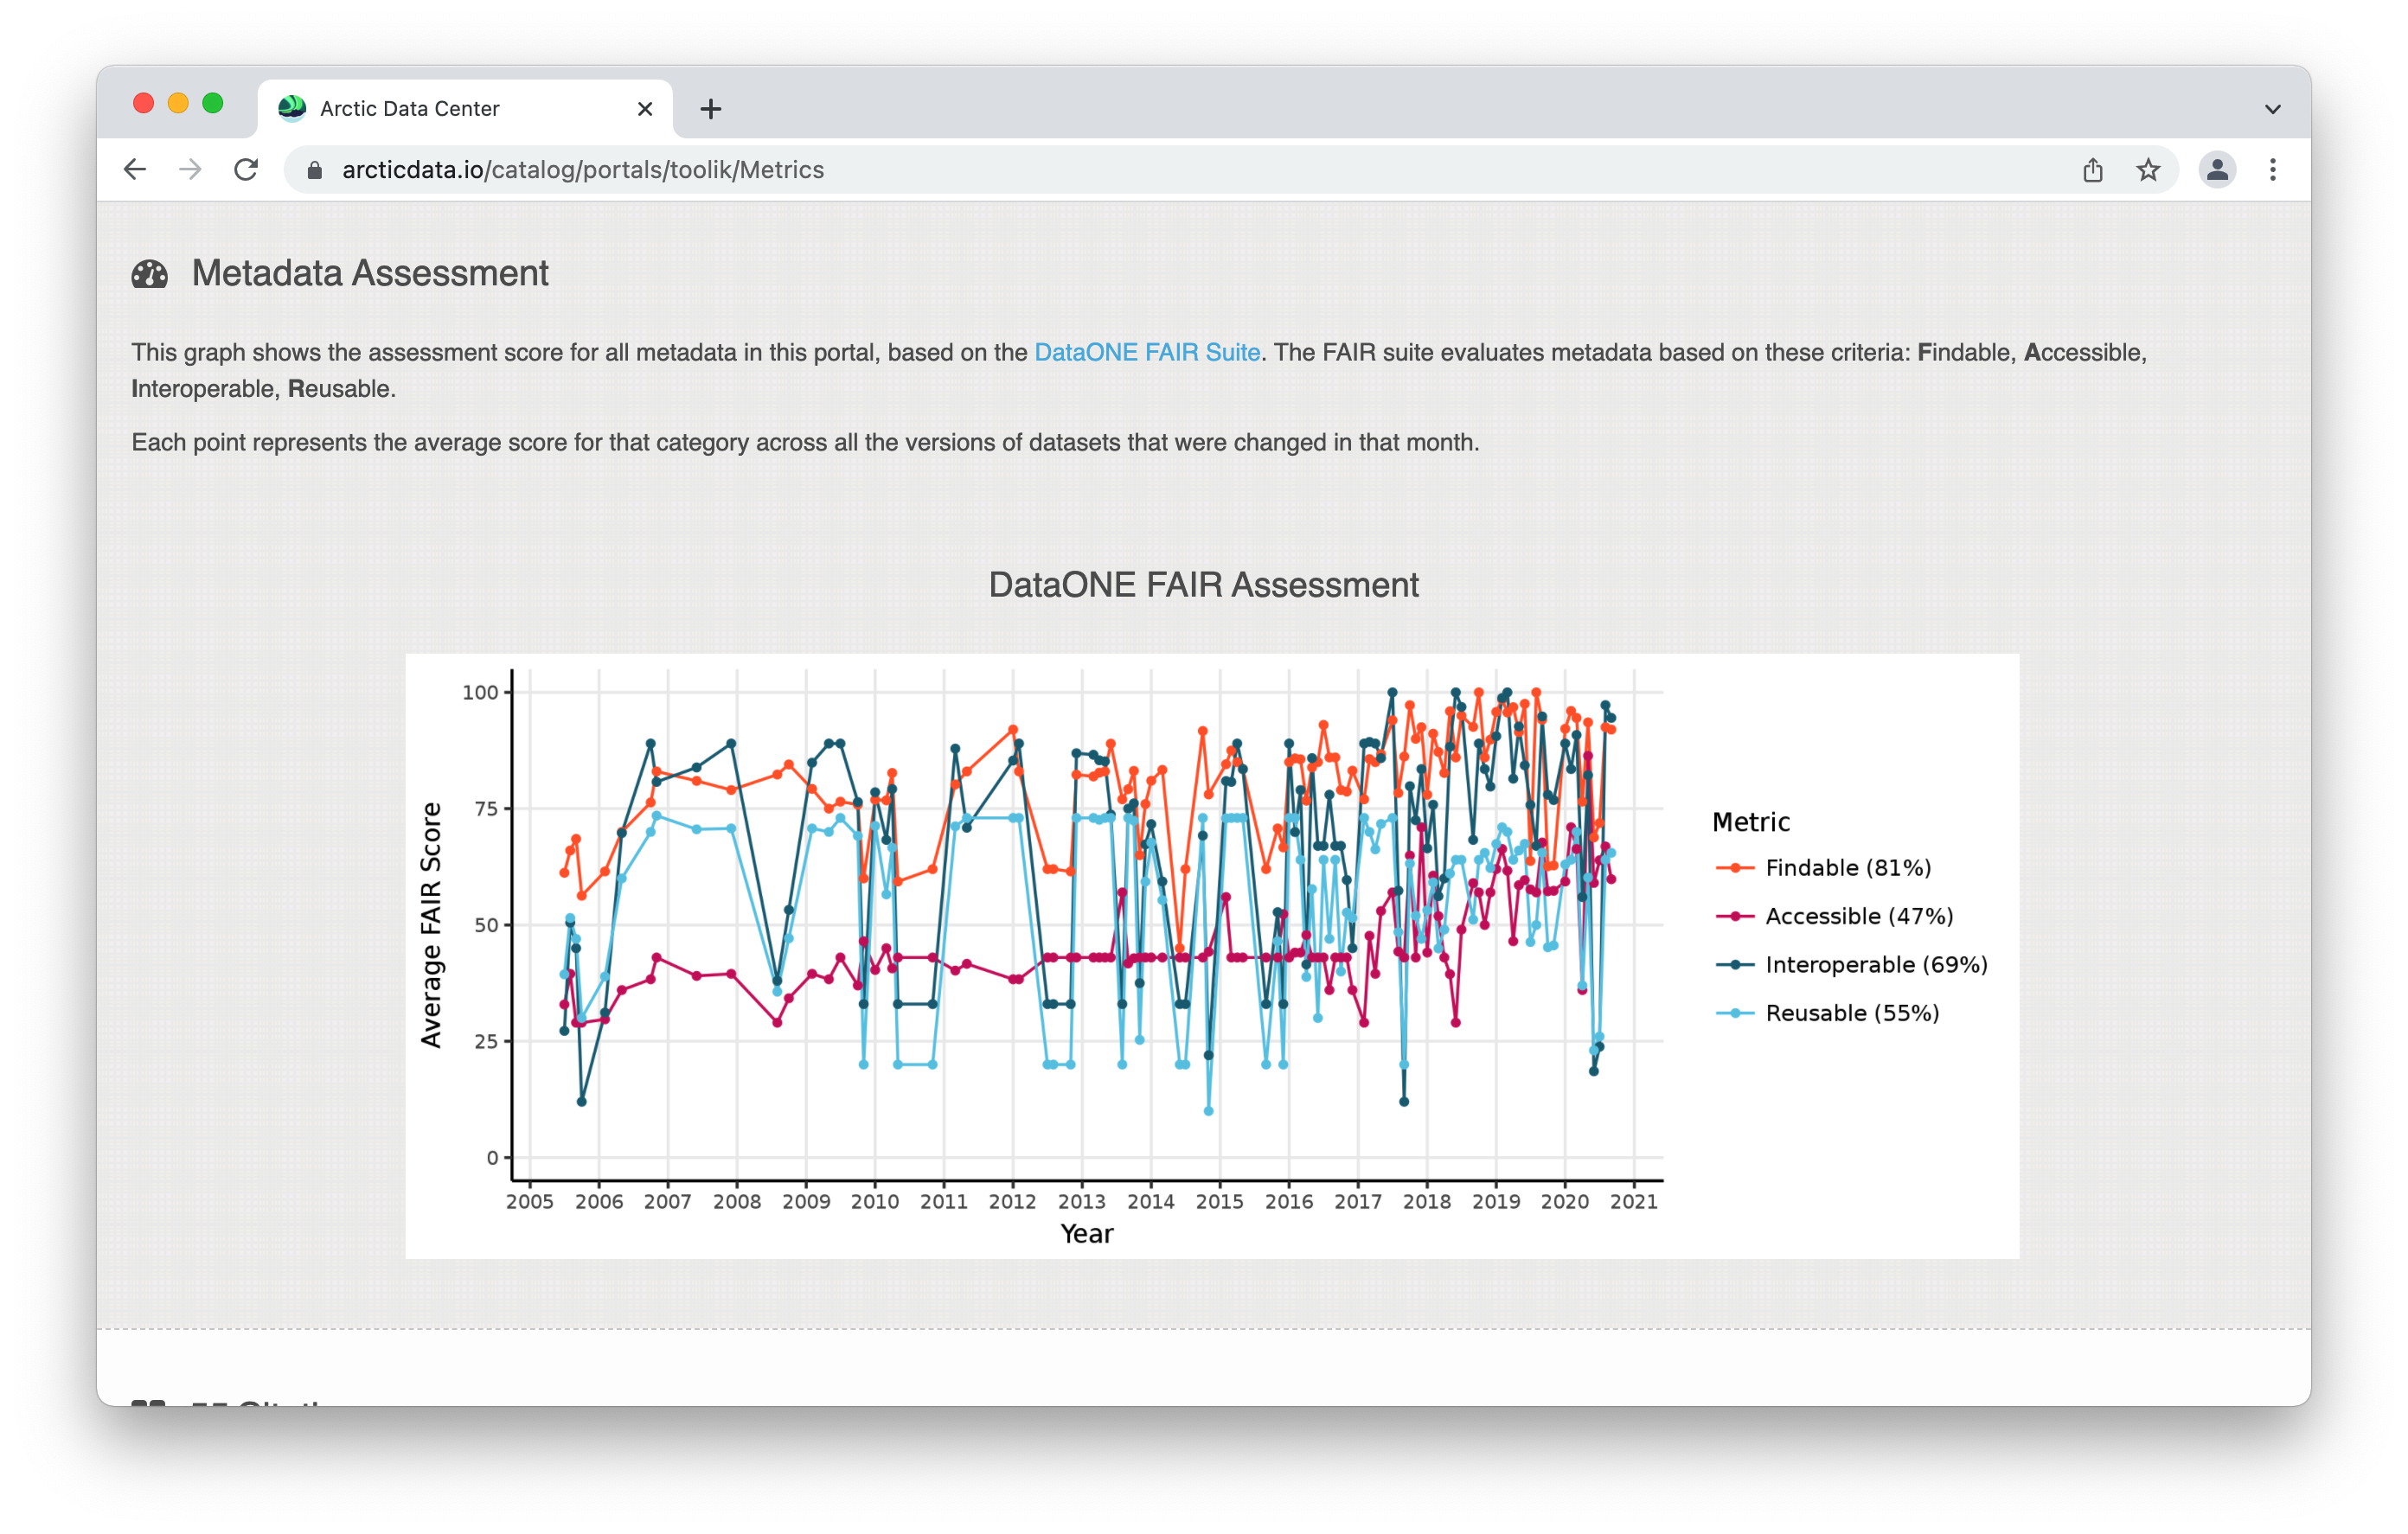 Arctic Data Center
arcticdata.io/catalog/portals/toolik/Metrics
Metadata Assessment
This graph shows the assessment score for all metadata in this portal, based on the DataONE FAIR Suite. The FAIR suite evaluates metadata based on these criteria: Findable, Accessible,
Interoperable, Reusable.
Each point represents the average score for that category across all the versions of datasets that were changed in that month.
DataONE FAIR Assessment
100
75
50
25
0
Average FAIR Score
2005 2006 2007 2008 2009 2010 2011 2012 2013 2014 2015 2016 2017 2018 2019 2020 2021
Year
Metric
Findable (81%)
Accessible (47%)
Interoperable (69%)
Reusable (55%)